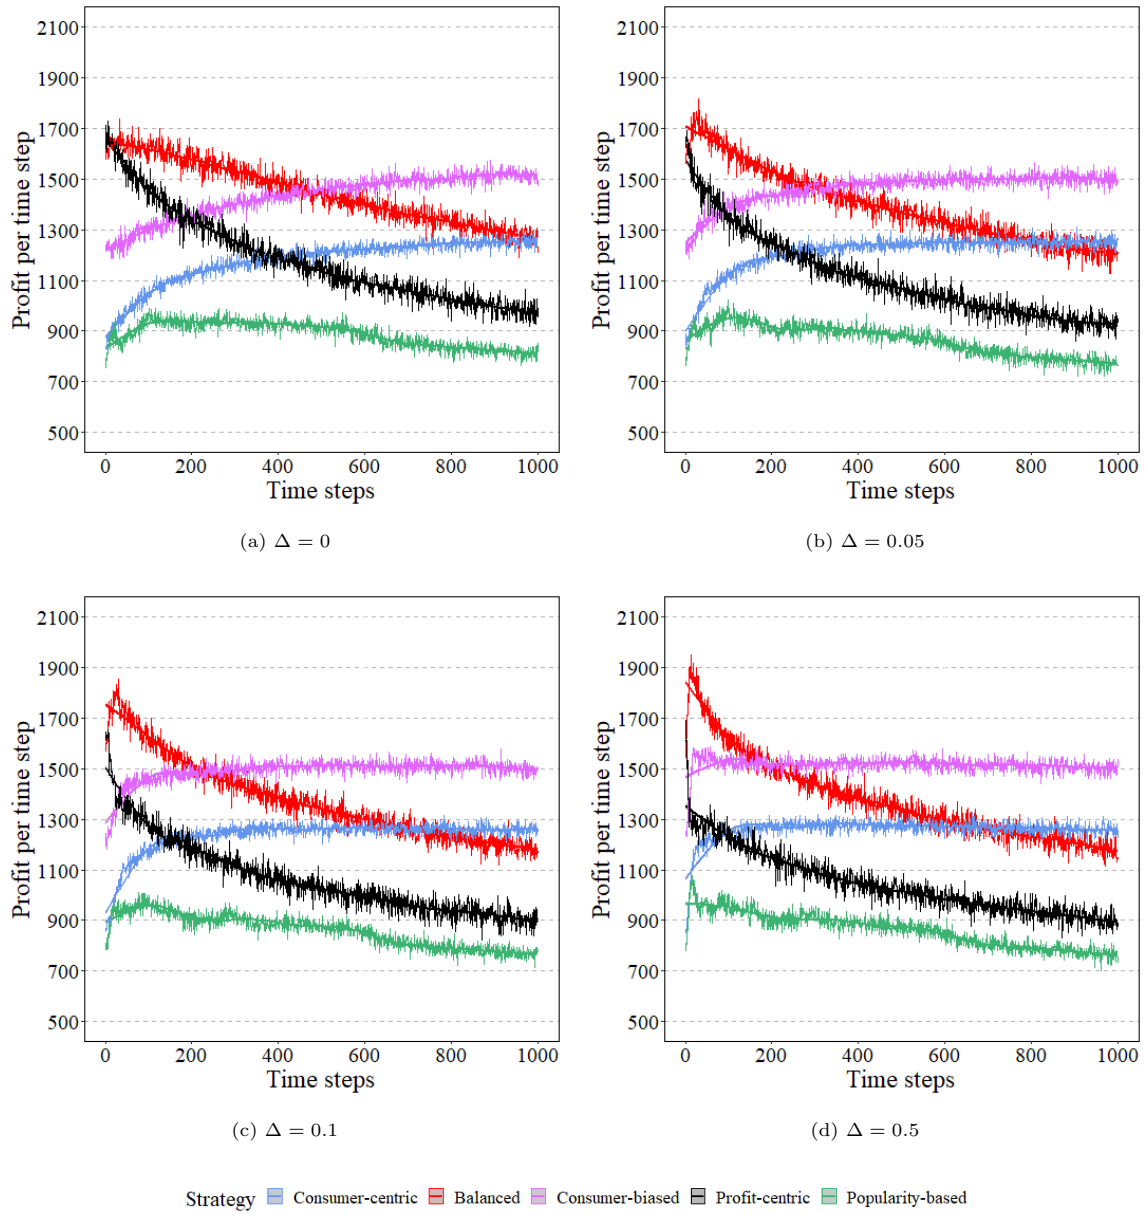 2100
1900
1700
1500
1300
1100
900
700
500
Profit per time step
0 200 400 600 800 1000
Time steps
(a) Δ = 0
2100
1900
1700
1500
1300
1100
900
700
500
Profit per time step
0 200 400 600 800 1000
Time steps
(b) Δ = 0.05
2100
1900
1700
1500
1300
1100
900
700
500
Profit per time step
0 200 400 600 800 1000
Time steps
(c) Δ = 0.1
2100
1900
1700
1500
1300
1100
900
700
500
Profit per time step
0 200 400 600 800 1000
Time steps
(d) Δ = 0.5
Strategy Consumer-centric Balanced Consumer-biased Profit-centric Popularity-based